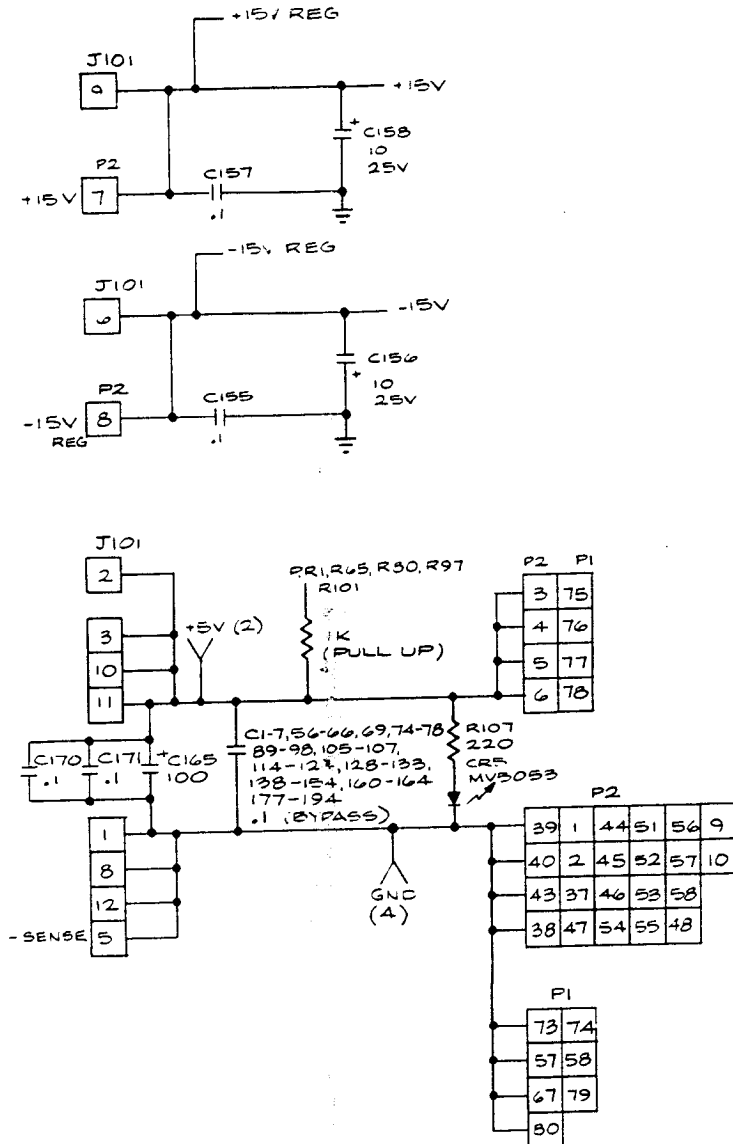 +15V REG
J101
9
+15V
+ C158
10
25V
P2
+15V 7
C157
.1
-15V REG
J101
6
-15V
C156
+ 10
25V
P2
-15V 8
REG
C155
.1
J101
2
3
10
11
+5V (2)
P.R1, R65, R80, R97
R101
1K
(PULL UP)
P2 P1
3 75
4 76
5 77
6 78
C170
.1
C171
.1
+ C165
100
C1-7, 56-66, 69, 74-78
89-98, 105-107,
128-133,
138-154, 160-164
177-194
.1 (BYPASS)
R107
220
CR5
MV5053
1
8
12
-SENSE 5
GND
(4)
P2
39 1 44 51 56 9
40 2 45 52 57 10
43 37 46 53 58
38 47 54 55 48
P1
73 74
57 58
67 79
80